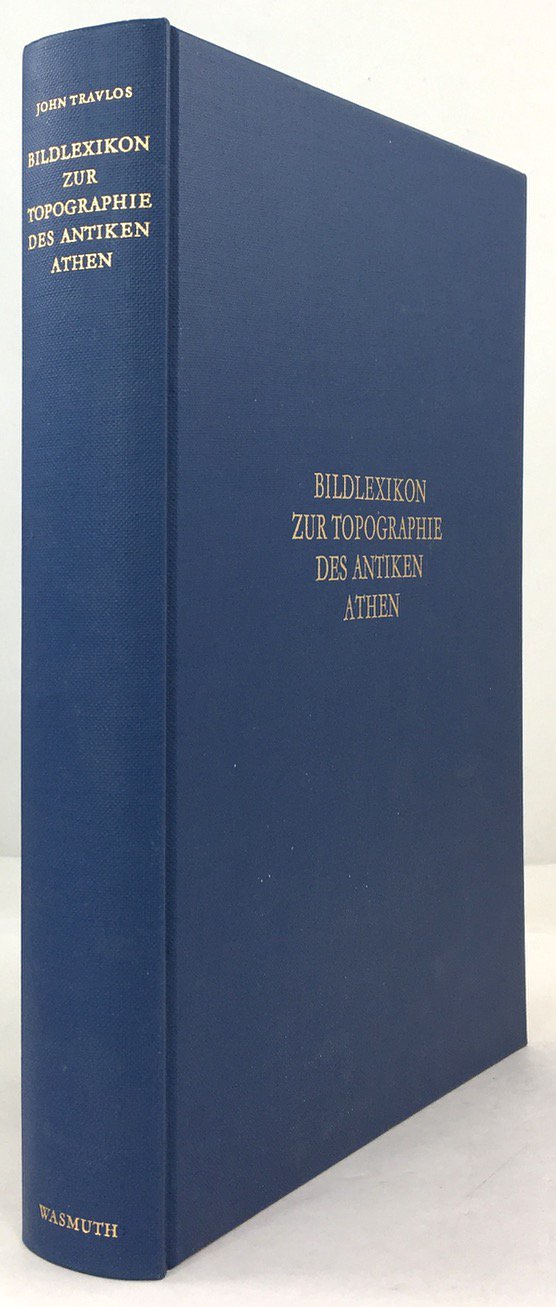 JOHN TRAVLOS
BILDLEXIKON
ZUR
TOPOGRAPHIE
DES ANTIKEN
ATHEN
WASMUTH
BILDLEXIKON
ZUR TOPOGRAPHIE
DES ANTIKEN
ATHEN